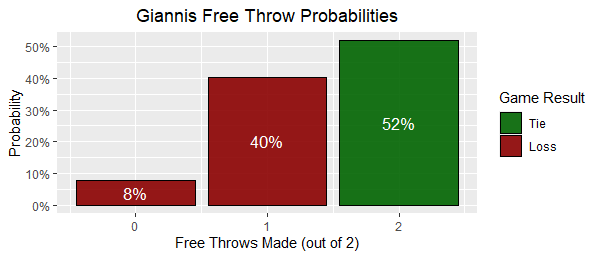 Giannis Free Throw Probabilities
Probability
50%
40%
30%
20%
10%
0%
8%
40%
52%
0
1
2
Free Throws Made (out of 2)
Game Result
Tie
Loss